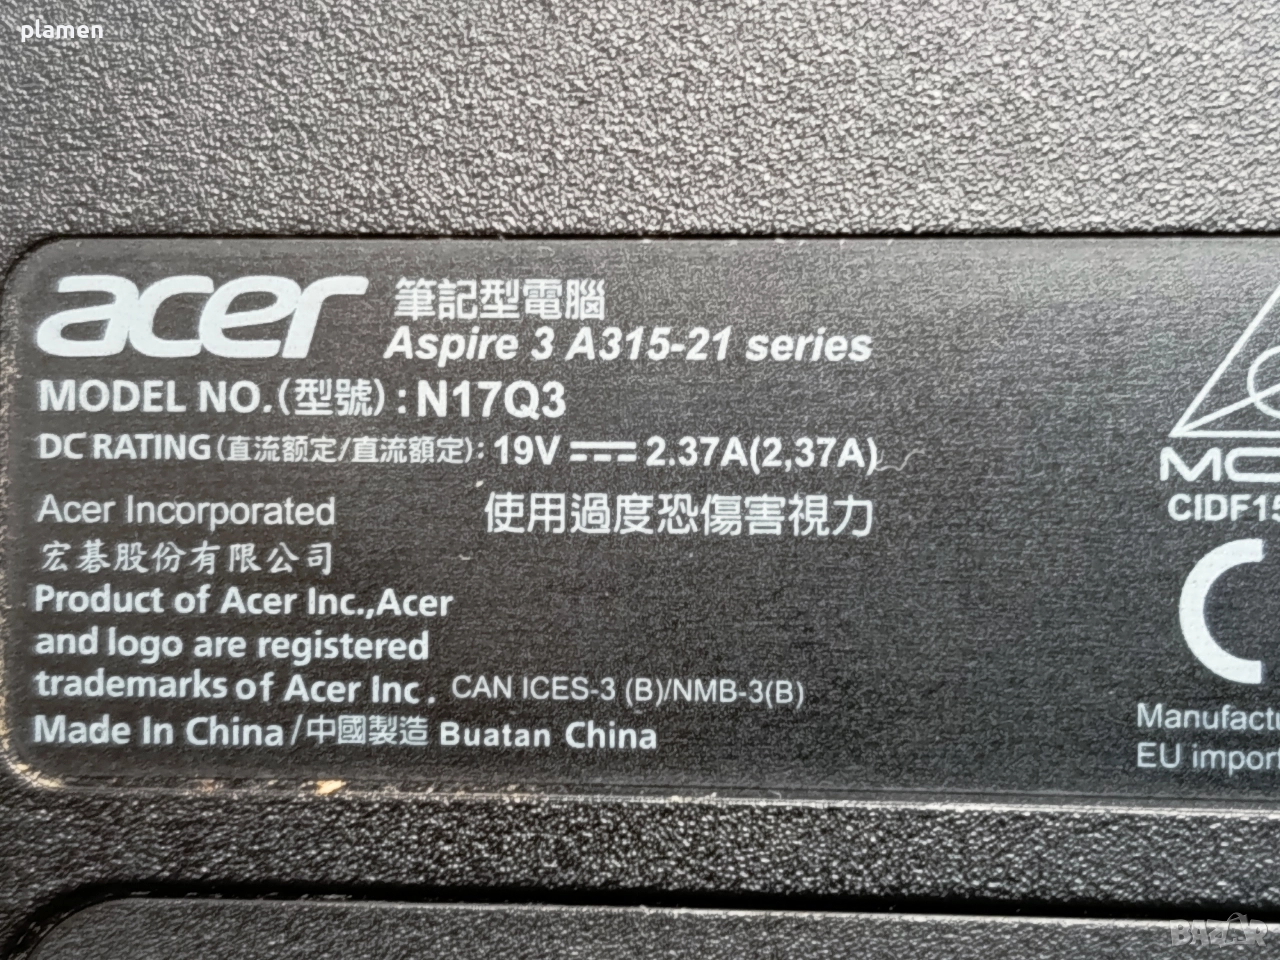 plamen
acer 筆記型電腦
Aspire 3 A315-21 series
MODEL NO.(型號):N17Q3
DC RATING(直流额定/直流額定): 19V ⎓ 2.37A(2,37A)
Acer Incorporated
使用過度恐傷害視力
宏碁股份有限公司
Product of Acer Inc.,Acer
and logo are registered
trademarks of Acer Inc. CAN ICES-3 (B)/NMB-3(B)
Made In China/中國製造 Buatan China
CE
EU
BAZAR